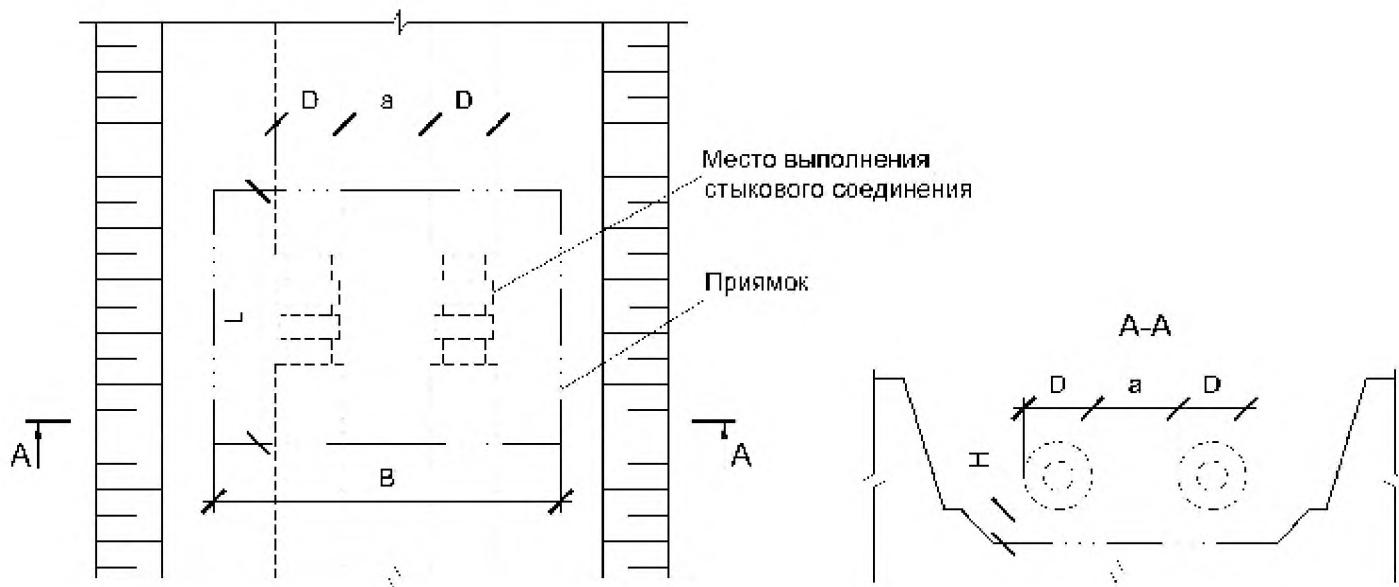 D a D
Место выполнения
стыкового соединения
Приямок
L
A A
B
A-A
D a D
H